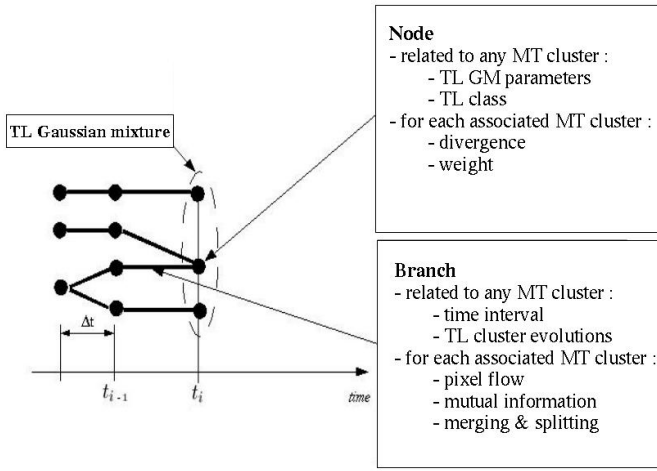 Node
- related to any MT cluster :
- TL GM parameters
- TL class
- for each associated MT cluster :
- divergence
- weight
TL Gaussian mixture
Branch
- related to any MT cluster :
- time interval
- TL cluster evolutions
- for each associated MT cluster :
- pixel flow
- mutual information
- merging & splitting
Δt
t_{i-1}
t_i
time